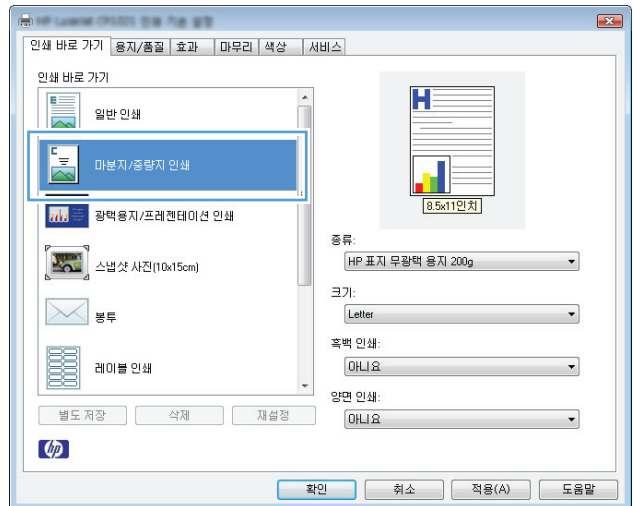 인쇄 바로 가기
용지/품질
효과
마무리
색상
서비스
인쇄 바로 가기
일반 인쇄
마분지/중량지 인쇄
광택용지/프레젠테이션 인쇄
스냅샷 사진(10x15cm)
봉투
레이블 인쇄
별도 저장
삭제
재설정
8.5x11인치
종류:
HP 표지 무광택 용지 200g
크기:
Letter
흑백 인쇄:
아니요
양면 인쇄:
아니요
hp
확인
취소
적용(A)
도움말